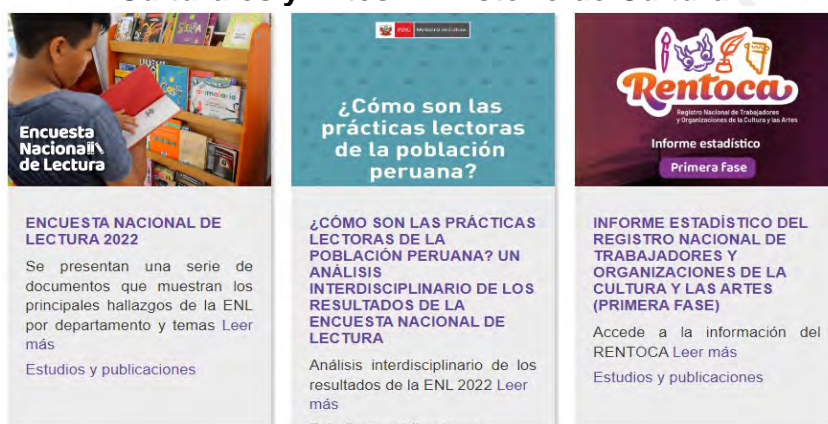 Encuesta
Nacional
de Lectura
ENCUESTA NACIONAL DE
LECTURA 2022
Se presentan una serie de
documentos que muestran los
principales hallazgos de la ENL
por departamento y temas Leer
más
Estudios y publicaciones
PERÚ Ministerio de Cultura
¿Cómo son las
prácticas lectoras
de la población
peruana?
¿CÓMO SON LAS PRÁCTICAS
LECTORAS DE LA
POBLACIÓN PERUANA? UN
ANÁLISIS
INTERDISCIPLINARIO DE LOS
RESULTADOS DE LA
ENCUESTA NACIONAL DE
LECTURA
Análisis interdisciplinario de los
resultados de la ENL 2022 Leer
más
Rentoca
Registro Nacional de Trabajadores
y Organizaciones de la Cultura y las Artes
Informe estadístico
Primera Fase
INFORME ESTADÍSTICO DEL
REGISTRO NACIONAL DE
TRABAJADORES Y
ORGANIZACIONES DE LA
CULTURA Y LAS ARTES
(PRIMERA FASE)
Accede a la información del
RENTOCA Leer más
Estudios y publicaciones